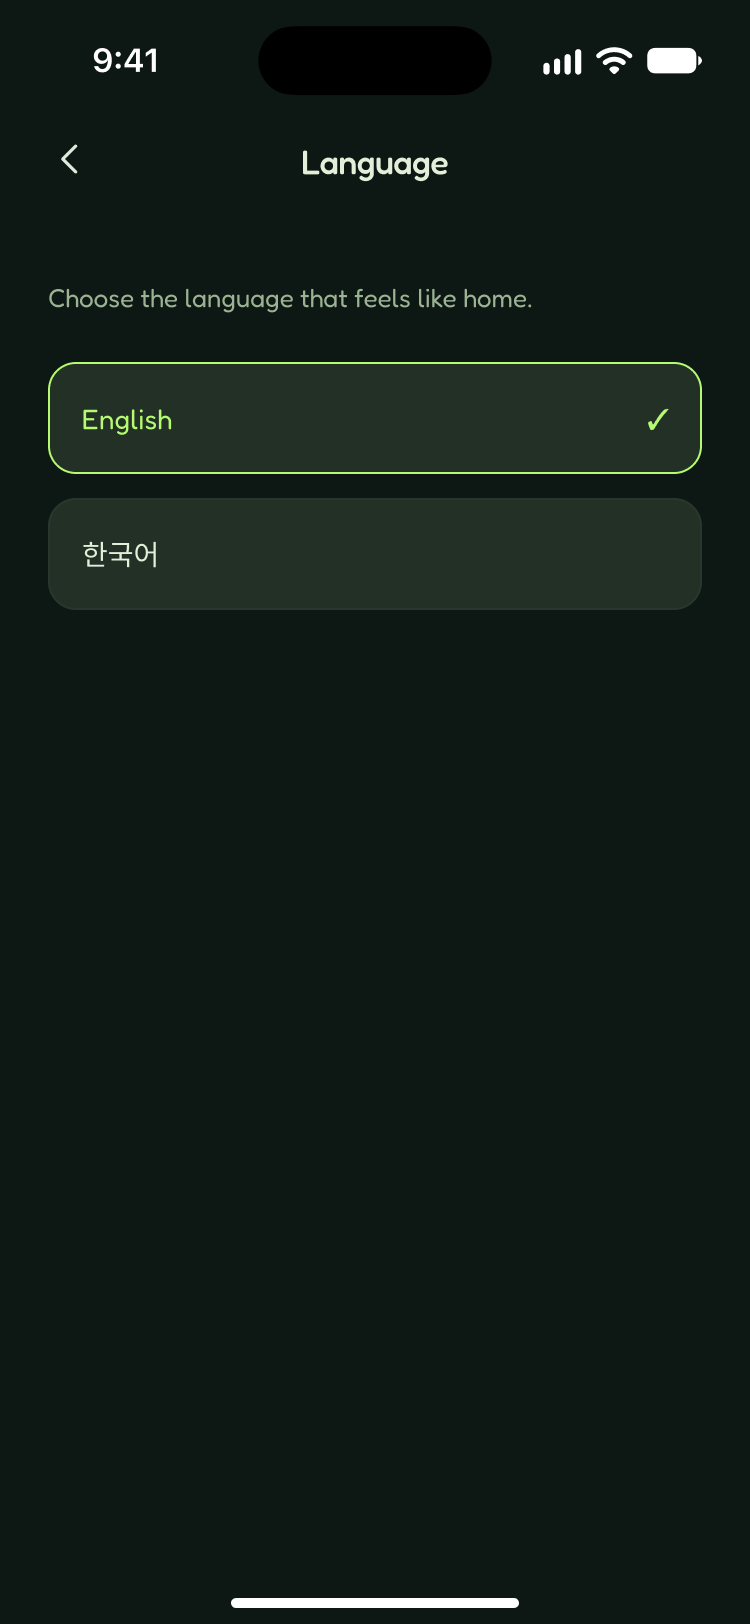 9:41
Language
Choose the language that feels like home.
English ✓
한국어